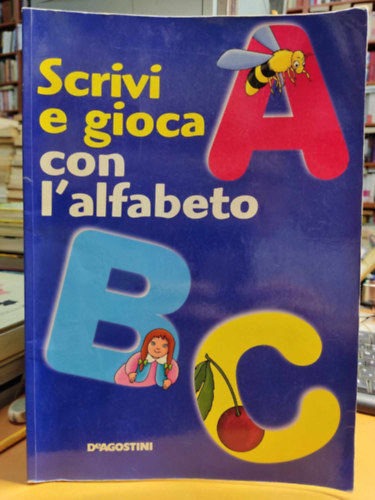 Scrivi
e gioca
con
l'alfabeto
A
B
C
DEAGOSTINI